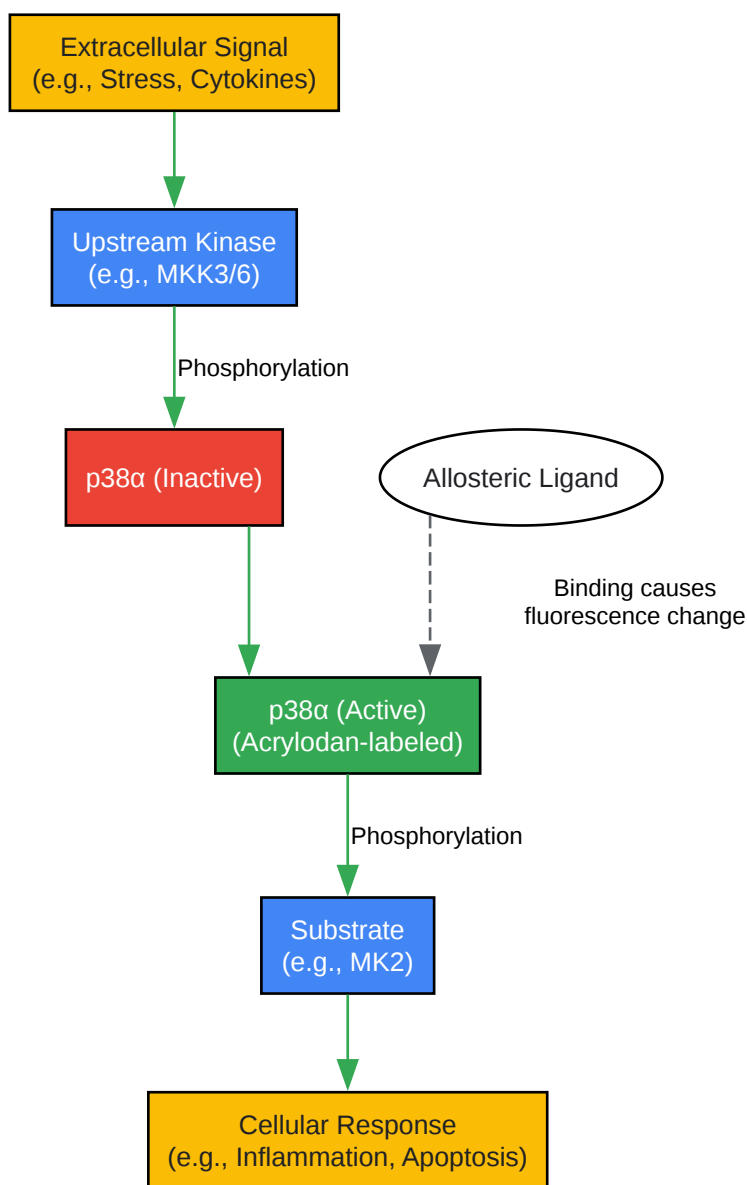 Extracellular Signal
(e.g., Stress, Cytokines)
Upstream Kinase
(e.g., MKK3/6)
Phosphorylation
p38α (Inactive)
Allosteric Ligand
Binding causes
fluorescence change
p38α (Active)
(Acrylodan-labeled)
Phosphorylation
Substrate
(e.g., MK2)
Cellular Response
(e.g., Inflammation, Apoptosis)